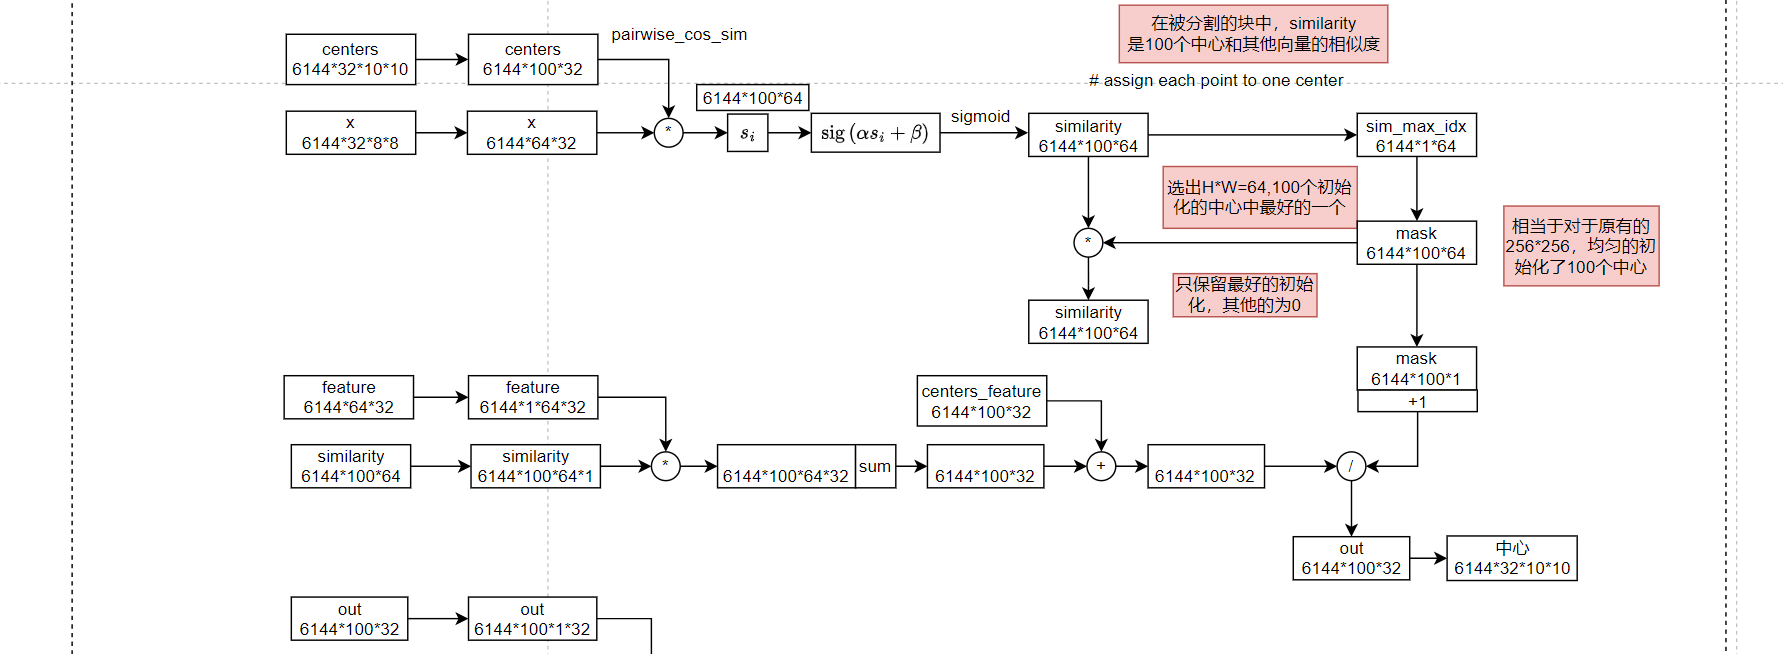 在被分割的块中，similarity
是100个中心和其他向量的相似度
pairwise_cos_sim
centers
6144*32*10*10
centers
6144*100*32
# assign each point to one center
6144*100*64
x
6144*32*8*8
x
6144*64*32
*
s_i
sig (αs_i + β)
sigmoid
similarity
6144*100*64
sim_max_idx
6144*1*64
选出H*W=64,100个初始
化的中心中最好的一个
*
mask
6144*100*64
相当于对于原有的
256*256，均匀的初
始化了100个中心
只保留最好的初始
化，其他的为0
similarity
6144*100*64
mask
6144*100*1
+1
feature
6144*64*32
feature
6144*1*64*32
centers_feature
6144*100*32
similarity
6144*100*64
similarity
6144*100*64*1
*
6144*100*64*32
sum
6144*100*32
+
6144*100*32
/
out
6144*100*32
中心
6144*32*10*10
out
6144*100*32
out
6144*100*1*32